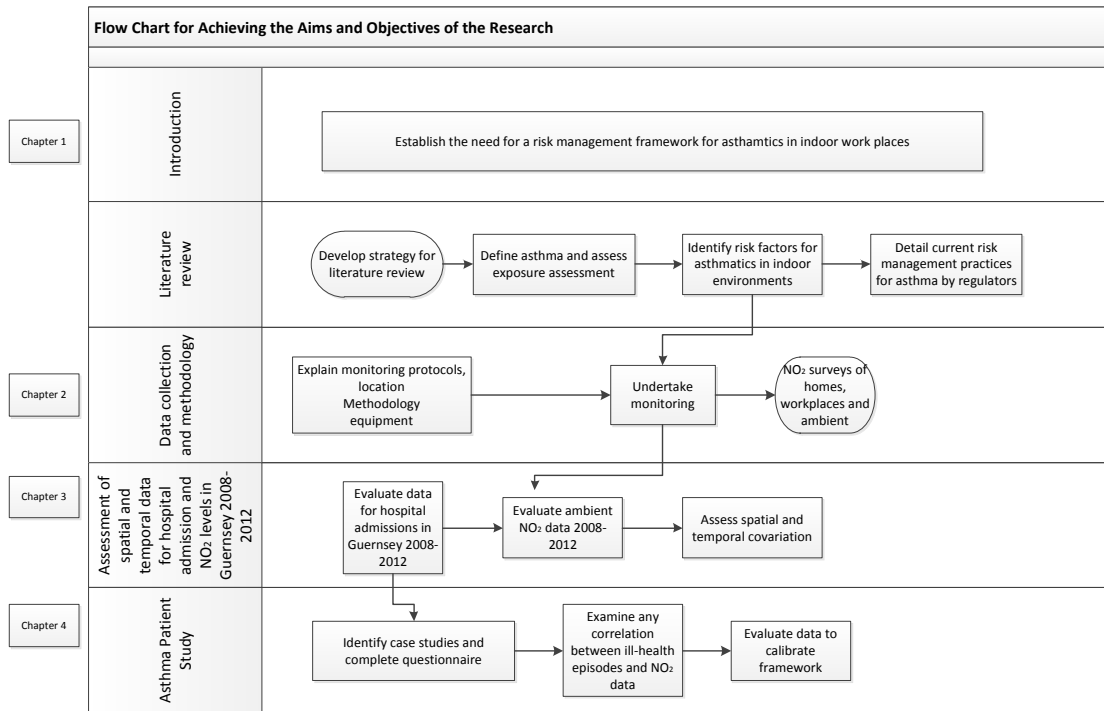 Flow Chart for Achieving the Aims and Objectives of the Research
Chapter 1
Introduction
Establish the need for a risk management framework for asthamtics in indoor work places
Literature
review
Develop strategy for
literature review
Define asthma and assess
exposure assessment
Identify risk factors for
asthmatics in indoor
environments
Detail current risk
management practices
for asthma by regulators
Chapter 2
Data collection
and methodology
Explain monitoring protocols,
location
Methodology
equipment
Undertake
monitoring
NO₂ surveys of
homes,
workplaces and
ambient
Chapter 3
Assessment of
spatial and
temporal data
for hospital
admission and
NO₂ levels in
Guernsey 2008-
2012
Evaluate data
for hospital
admissions in
Guernsey 2008-
2012
Evaluate ambient
NO₂ data 2008-
2012
Assess spatial and
temporal covariation
Chapter 4
Asthma Patient
Study
Identify case studies and
complete questionnaire
Examine any
correlation
between ill-health
episodes and NO₂
data
Evaluate data to
calibrate
framework